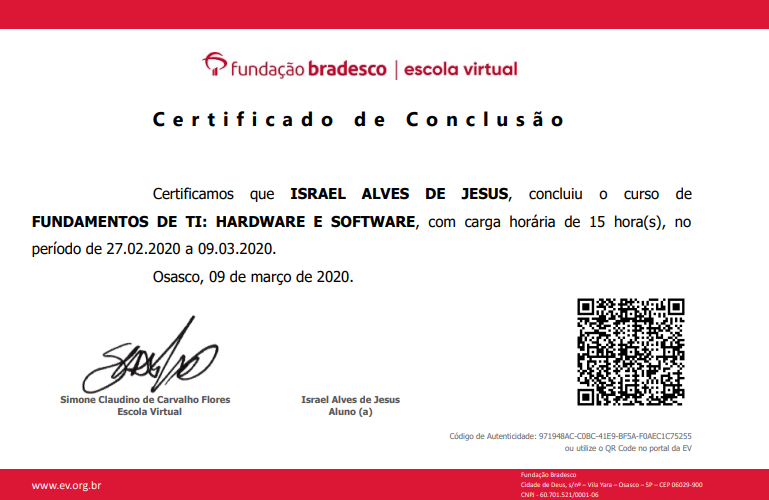 fundação bradesco | escola virtual
Certificado de Conclusão
Certificamos que ISRAEL ALVES DE JESUS, concluiu o curso de
FUNDAMENTOS DE TI: HARDWARE E SOFTWARE, com carga horária de 15 hora(s), no
período de 27.02.2020 a 09.03.2020.
Osasco, 09 de março de 2020.
Simone Claudino de Carvalho Flores
Escola Virtual
Israel Alves de Jesus
Aluno (a)
Código de Autenticidade: 971948AC-C0BC-41E9-BF5A-F0AEC1C75255
ou utilize o QR Code no portal da EV
www.ev.org.br
Fundação Bradesco
Cidade de Deus, s/nº – Vila Yara – Osasco – SP – CEP 06029-900
CNPJ - 60.701.521/0001-06